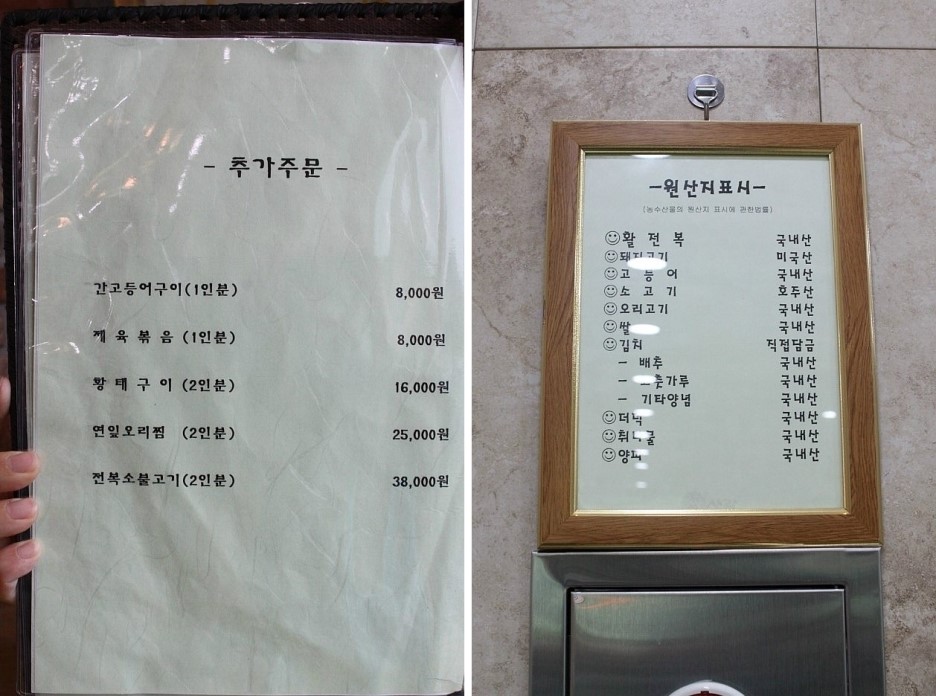 - 추가주문 -
간고등어구이(1인분) 8,000원
제육볶음 (1인분) 8,000원
황태구이 (2인분) 16,000원
연잎오리찜 (2인분) 25,000원
전복소불고기(2인분) 38,000원
-원산지표시-
(농수산물의 원산지 표시에 관한법률)
활전복 국내산
돼지고기 미국산
고등어 국내산
소고기 호주산
오리고기 국내산
쌀 국내산
김치 직접담금
- 배추 국내산
- 고춧가루 국내산
- 기타양념 국내산
더덕 국내산
취나물 국내산
양파 국내산